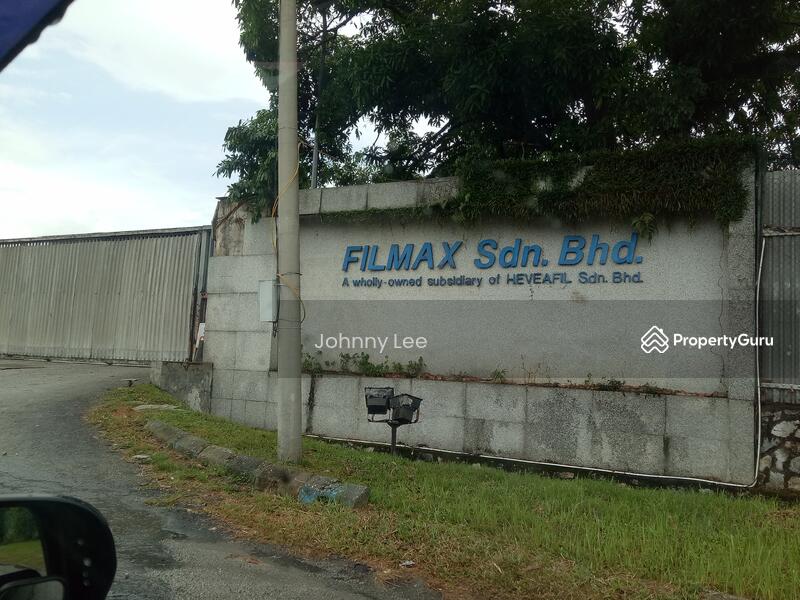 FILMAX Sdn. Bhd.
A wholly-owned subsidiary of HEVEAFIL Sdn. Bhd.
Johnny Lee
PropertyGuru